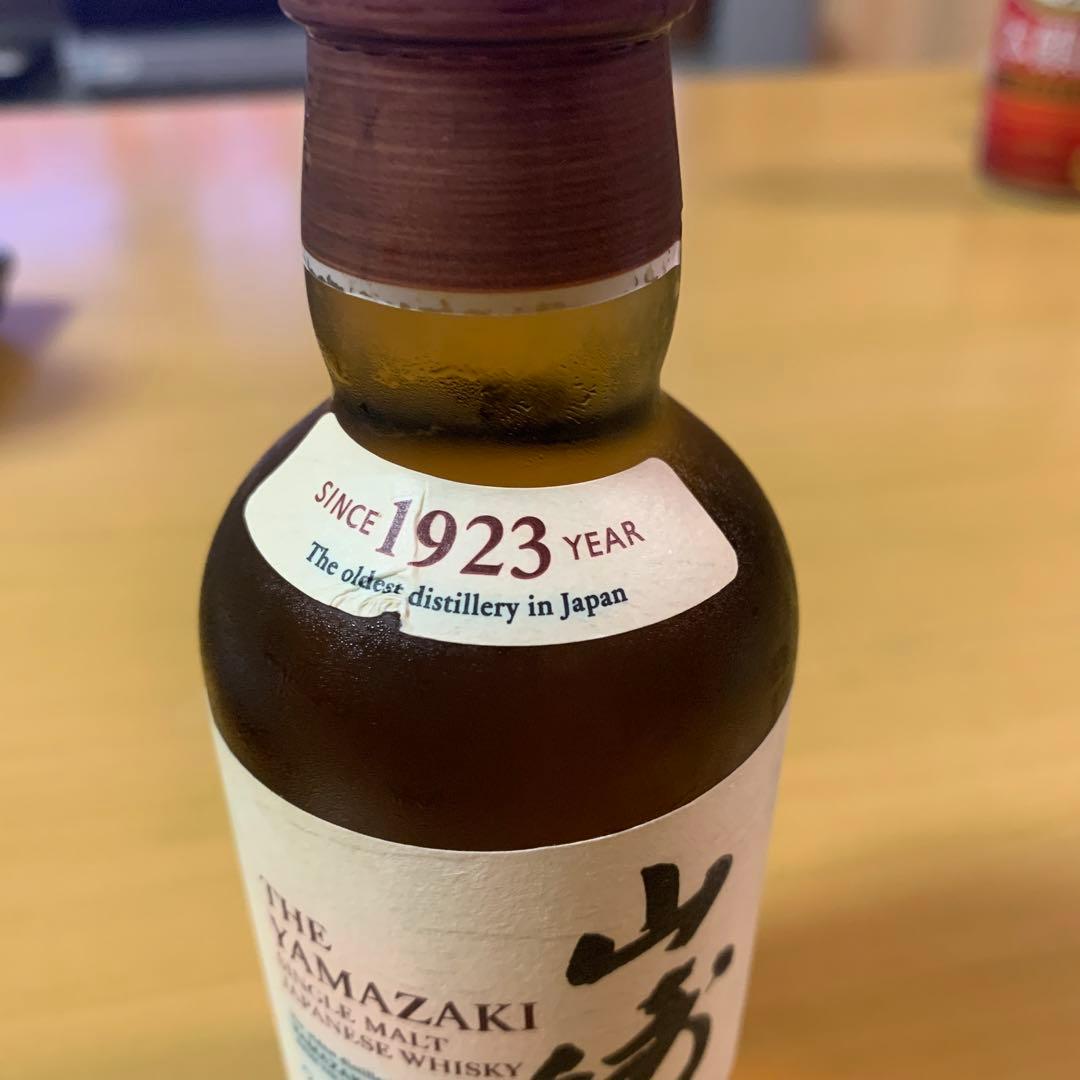 SINCE 1923 YEAR
The oldest distillery in Japan
THE
YAMAZAKI
SINGLE MALT
JAPANESE WHISKY
山崎